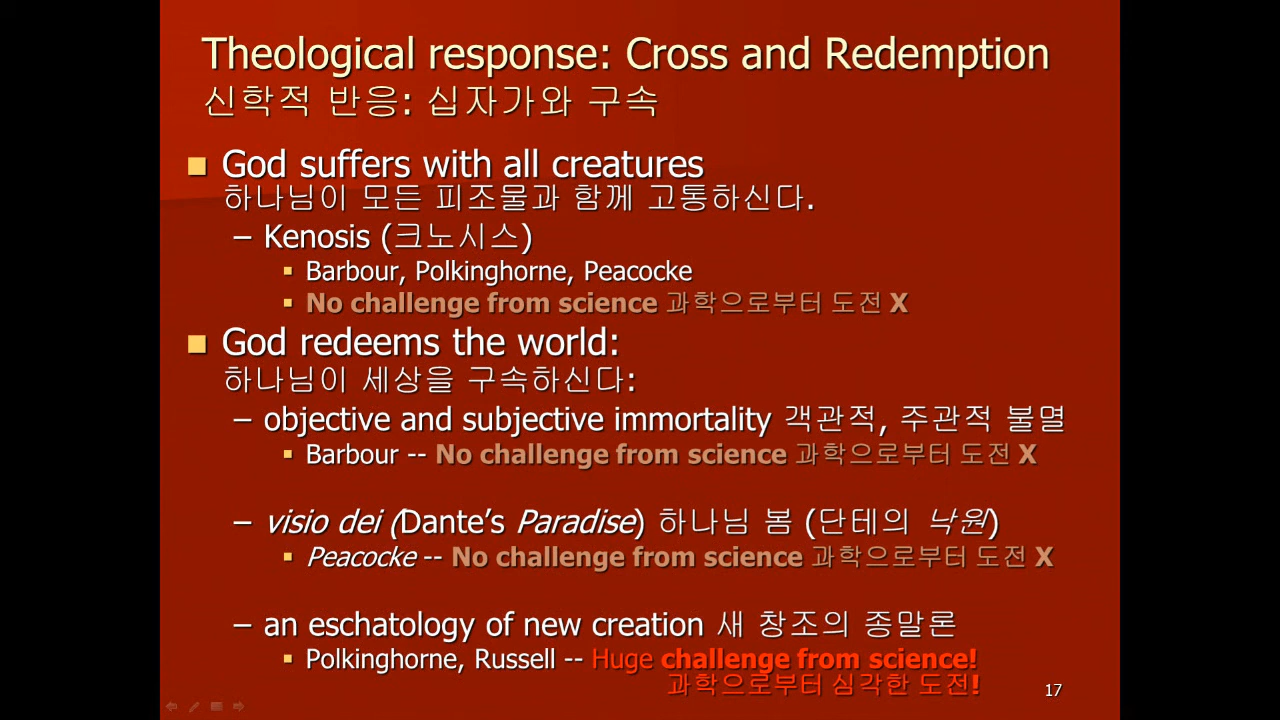 Theological response: Cross and Redemption
신학적 반응: 십자가와 구속
God suffers with all creatures
하나님이 모든 피조물과 함께 고통하신다.
– Kenosis (크노시스)
Barbour, Polkinghorne, Peacocke
No challenge from science 과학으로부터 도전 X
God redeems the world:
하나님이 세상을 구속하신다:
– objective and subjective immortality 객관적, 주관적 불멸
Barbour -- No challenge from science 과학으로부터 도전 X
– visio dei (Dante's Paradise) 하나님 봄 (단테의 낙원)
Peacocke -- No challenge from science 과학으로부터 도전 X
– an eschatology of new creation 새 창조의 종말론
Polkinghorne, Russell -- Huge challenge from science!
과학으로부터 심각한 도전!
17